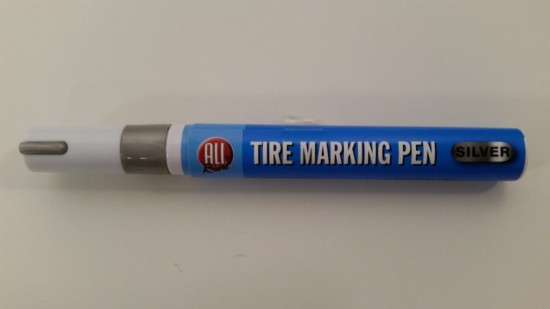 ALL TIRE MARKING PEN SILVER